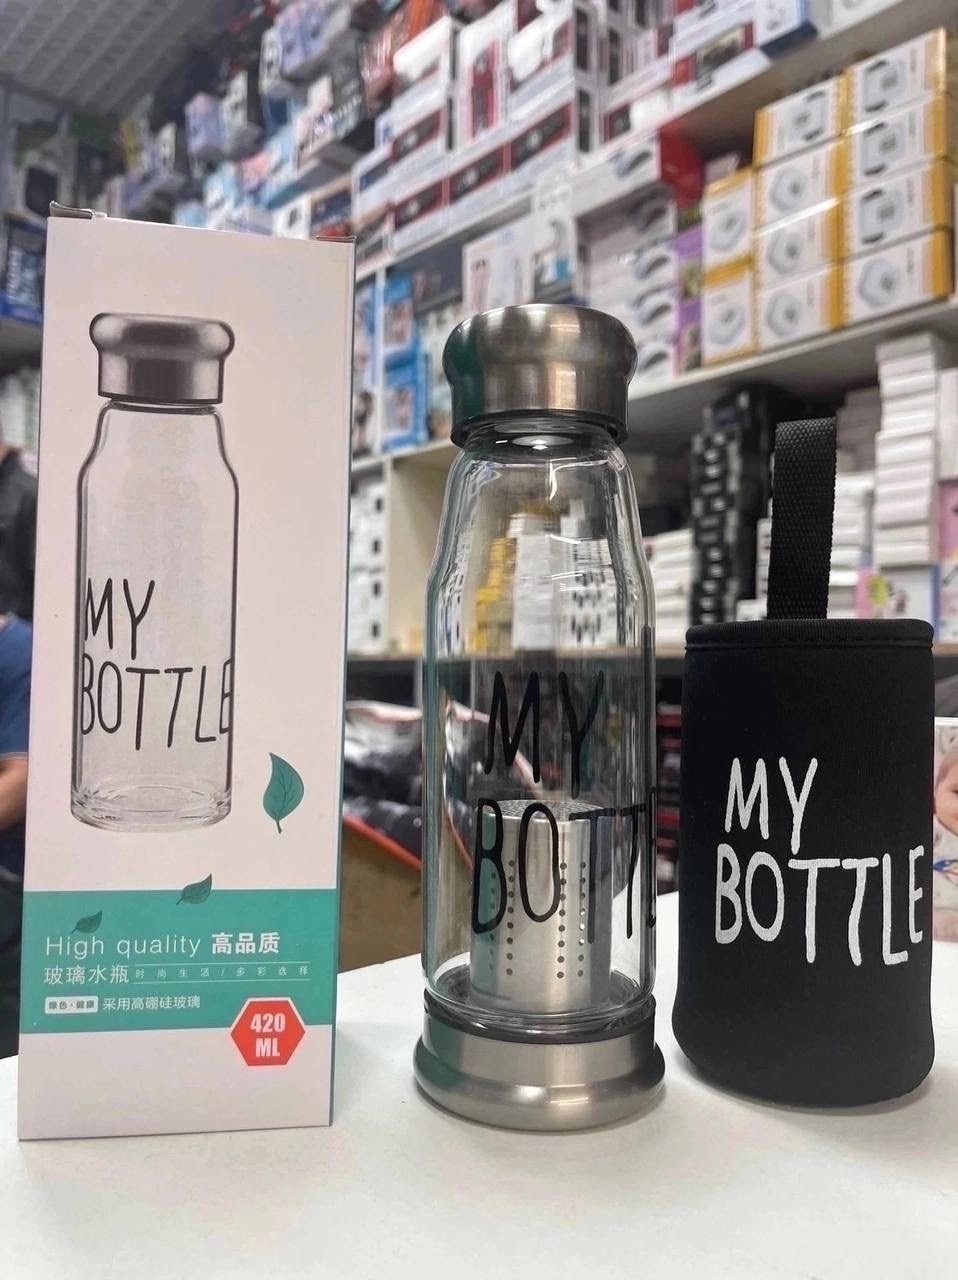 MY
BOTTLE
High quality 高品质
玻璃水瓶 时尚生活/多彩选择
绿色·健康 采用高硼硅玻璃
420
ML
MY
BOTTLE
MY
BOTTLE